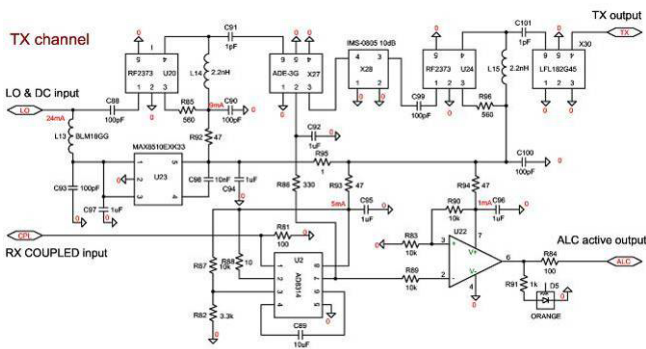 TX channel
TX output
C91
1pF
C101
1pF
X30
TX
IMS-0805 10dB
RF2373
U20
L14
2.2nH
ADE-3G
X27
X28
RF2373
U24
L15
2.2nH
LFL182G45
LO & DC input
LO
24mA
C88
100pF
R85
560
9mA
C90
100pF
C99
100pF
R96
560
L13
BLM18GG
MAX8510EXK33
R92
47
C92
1uF
R95
1
C100
100pF
U23
C93
100pF
C97
1uF
C98
10nF
C94
1uF
R86
330
R93
47
R94
47
C95
1uF
5mA
R90
10k
1mA
C96
1uF
CPL
RX COUPLED input
R81
100
R83
10k
U22
V+
V-
ALC active output
R84
100
ALC
R87
10k
R88
10
U2
AD8314
R89
10k
R91
1k
D5
ORANGE
R82
3.3k
C89
10uF